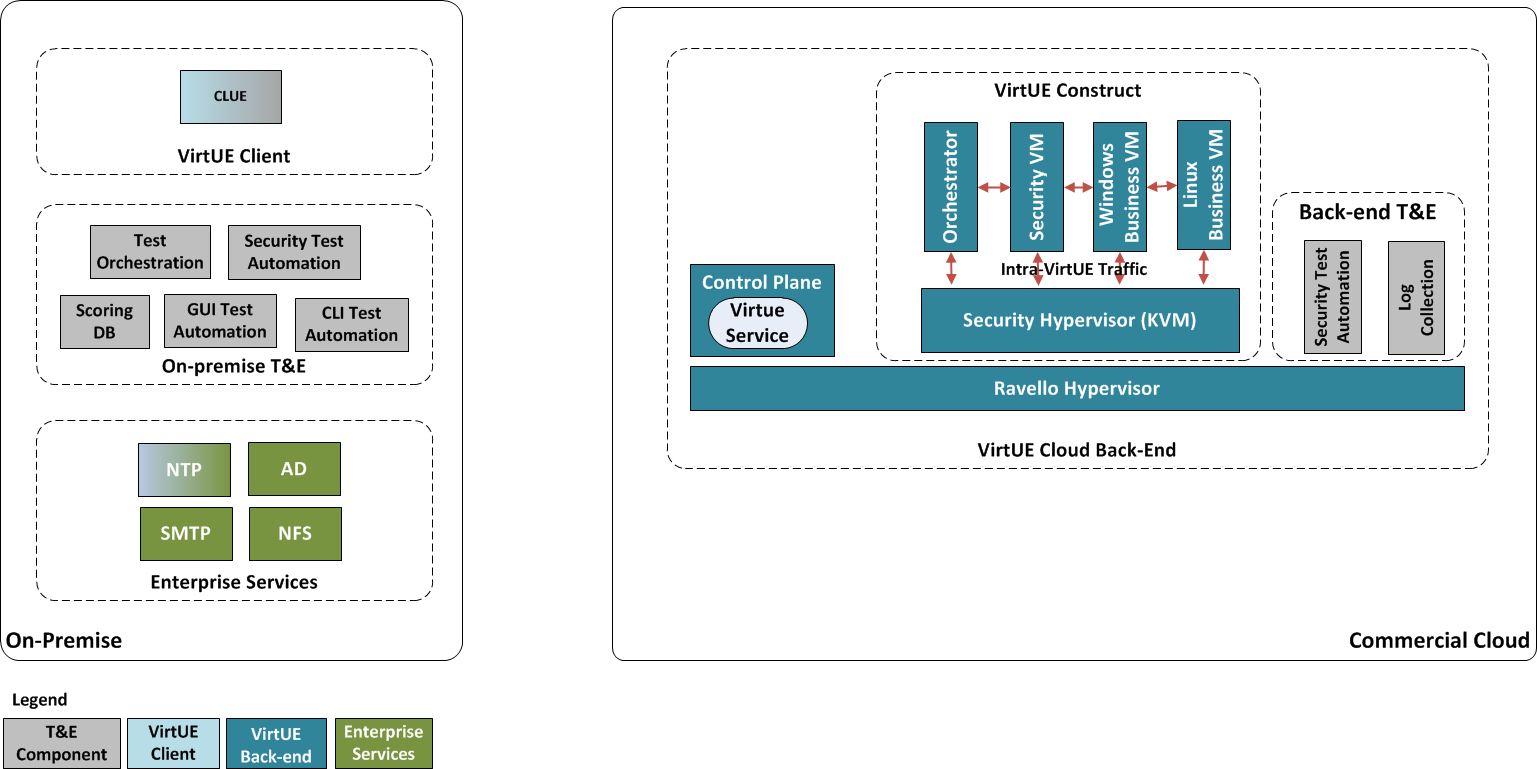 CLUE
VirtUE Client
Test
Orchestration
Security Test
Automation
Scoring
DB
GUI Test
Automation
CLI Test
Automation
On-premise T&E
NTP
AD
SMTP
NFS
Enterprise Services
On-Premise
VirtUE Construct
Orchestrator
Security VM
Windows
Business VM
Linux
Business VM
Intra-VirtUE Traffic
Security Hypervisor (KVM)
Control Plane
Virtue
Service
Back-end T&E
Security Test
Automation
Log
Collection
Ravello Hypervisor
VirtUE Cloud Back-End
Commercial Cloud
Legend
T&E
Component
VirtUE
Client
VirtUE
Back-end
Enterprise
Services